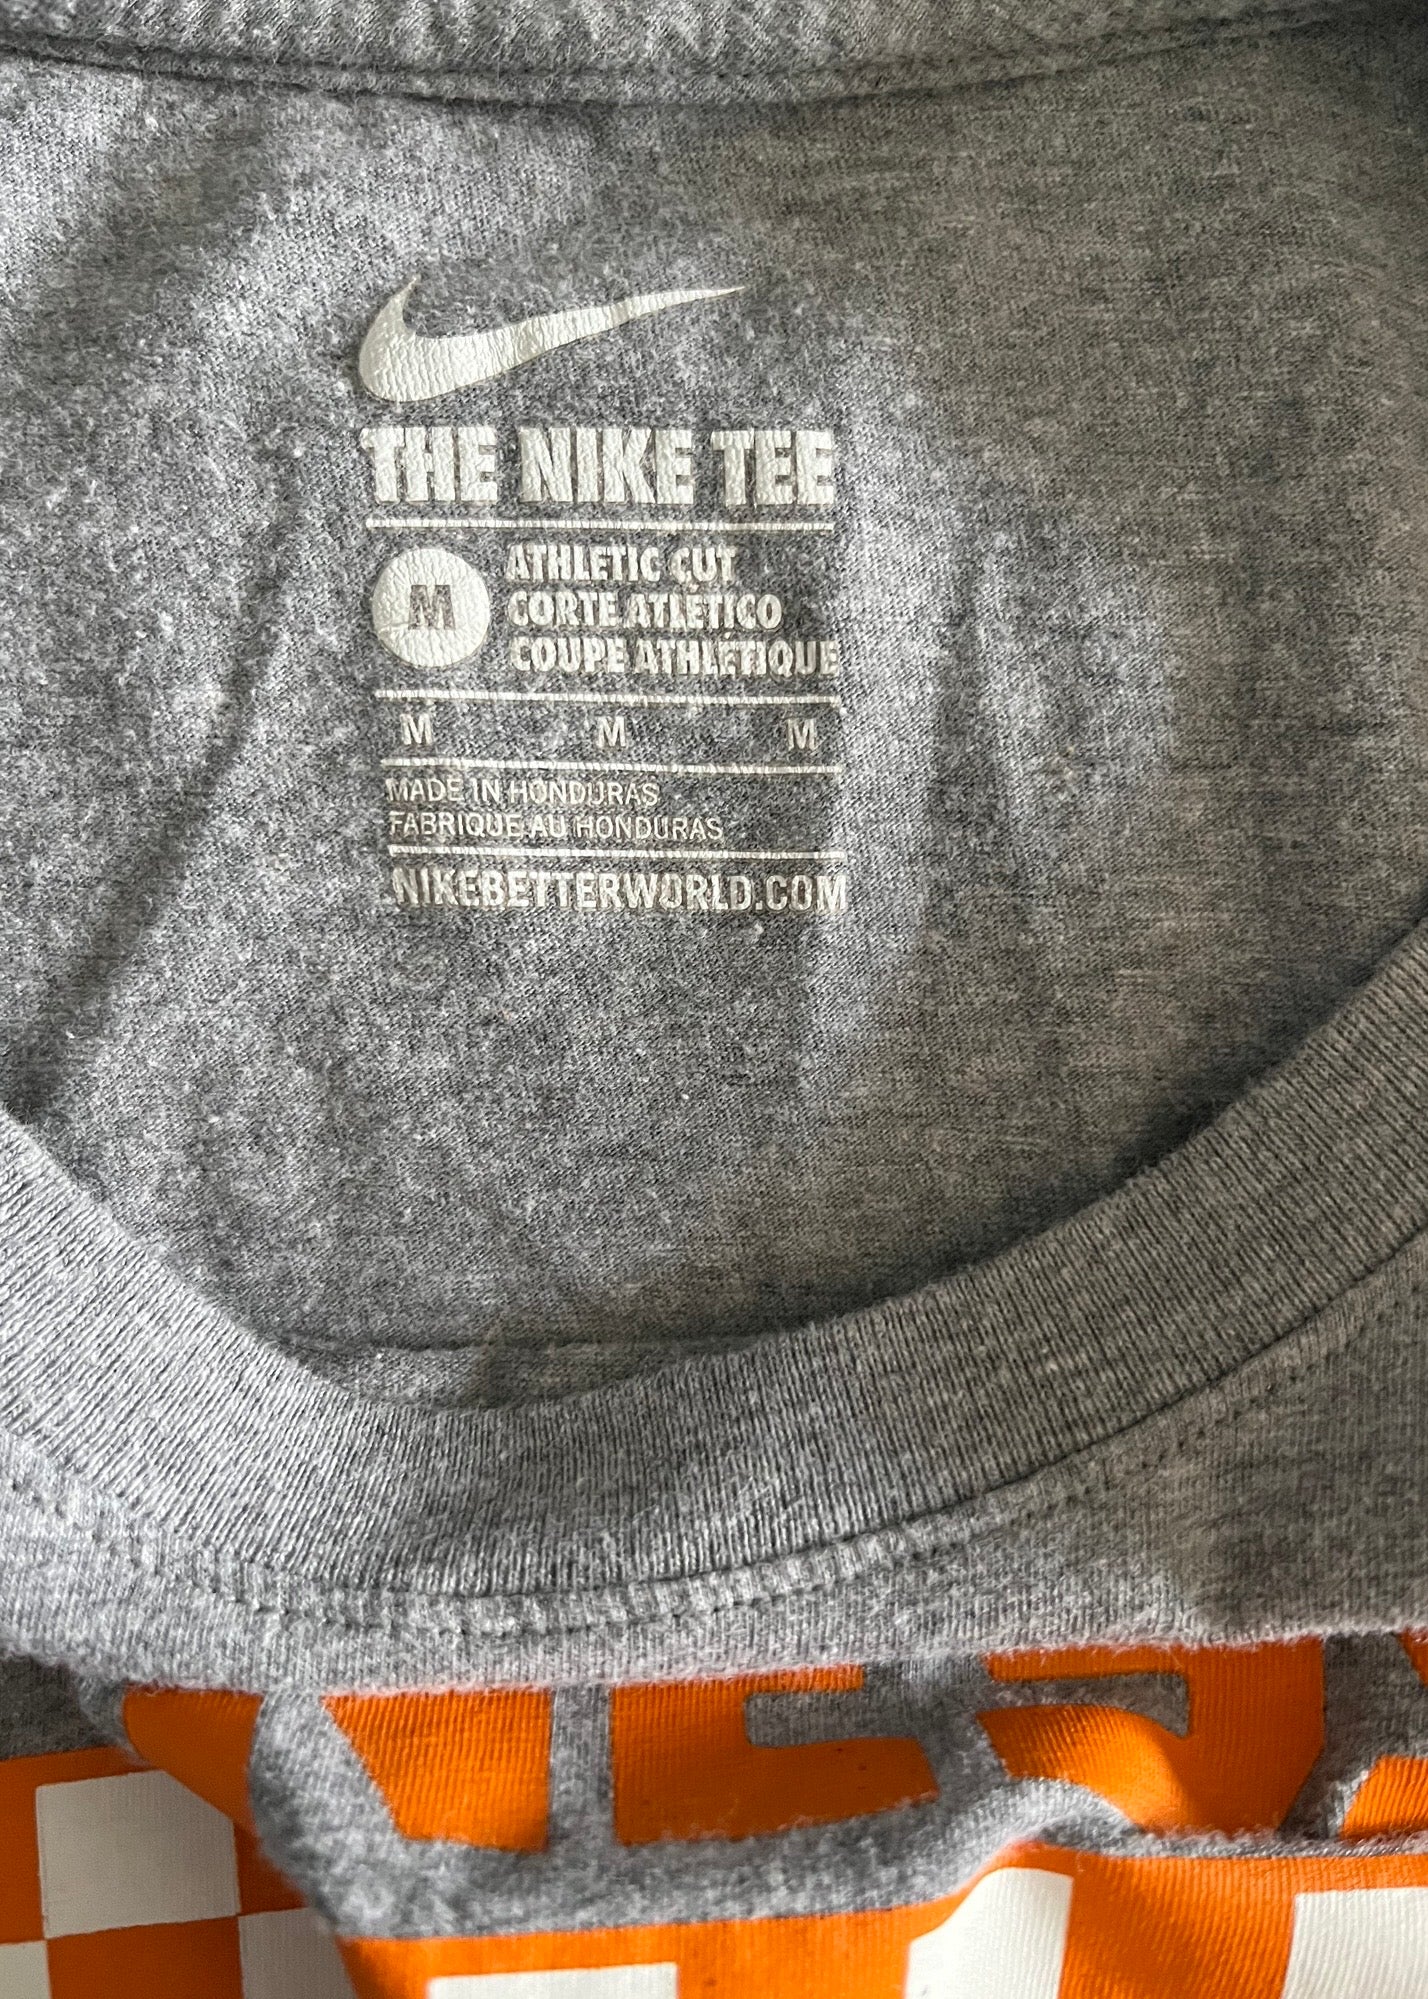 THE NIKE TEE
M
ATHLETIC CUT
CORTE ATLÉTICO
COUPE ATHLÉTIQUE
M M M
MADE IN HONDURAS
FABRIQUE AU HONDURAS
NIKEBETTERWORLD.COM